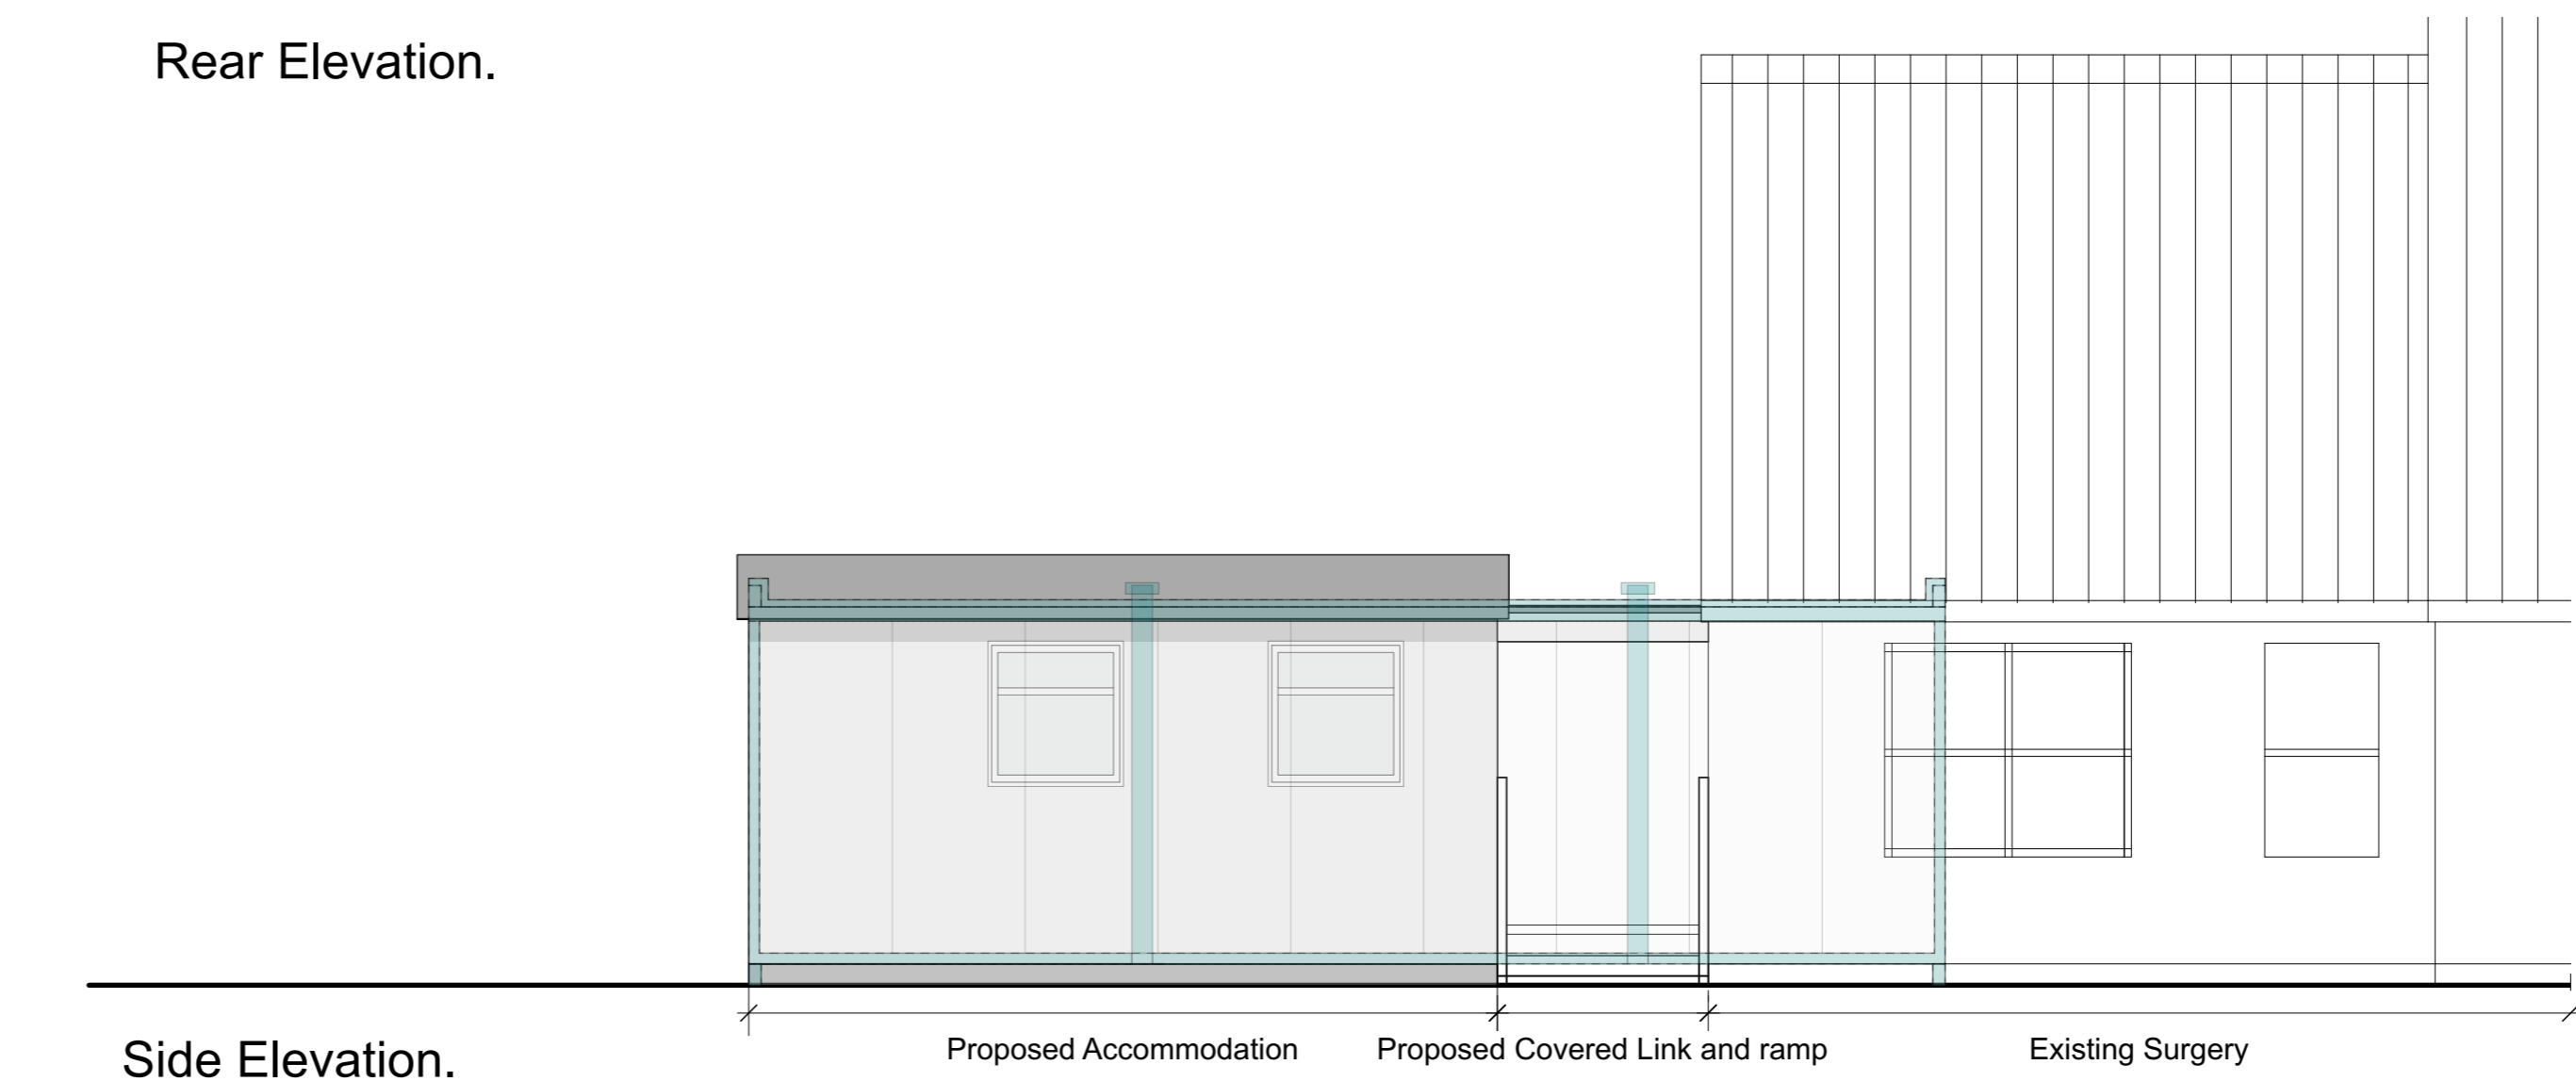 Rear Elevation.
Proposed Accommodation
Proposed Covered Link and ramp
Existing Surgery
Side Elevation.